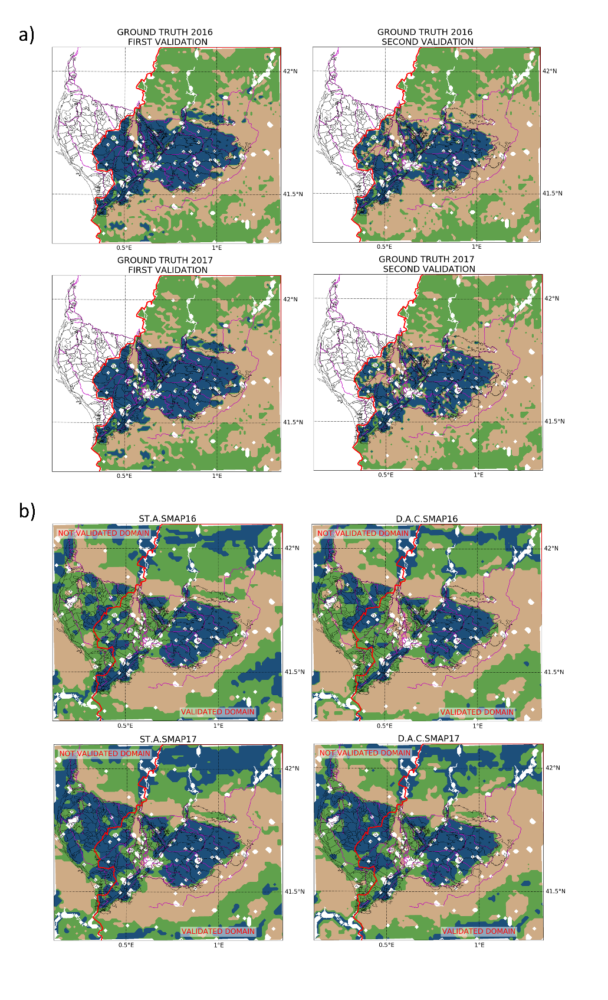 a)
GROUND TRUTH 2016
FIRST VALIDATION
GROUND TRUTH 2016
SECOND VALIDATION
42°N
42°N
41.5°N
41.5°N
0.5°E
1°E
0.5°E
1°E
GROUND TRUTH 2017
FIRST VALIDATION
GROUND TRUTH 2017
SECOND VALIDATION
42°N
42°N
41.5°N
41.5°N
0.5°E
1°E
0.5°E
1°E
b)
ST.A.SMAP16
D.A.C.SMAP16
NOT VALIDATED DOMAIN
NOT VALIDATED DOMAIN
42°N
42°N
41.5°N
41.5°N
VALIDATED DOMAIN
VALIDATED DOMAIN
0.5°E
1°E
0.5°E
1°E
ST.A.SMAP17
D.A.C.SMAP17
NOT VALIDATED DOMAIN
NOT VALIDATED DOMAIN
42°N
42°N
41.5°N
41.5°N
VALIDATED DOMAIN
VALIDATED DOMAIN
0.5°E
1°E
0.5°E
1°E